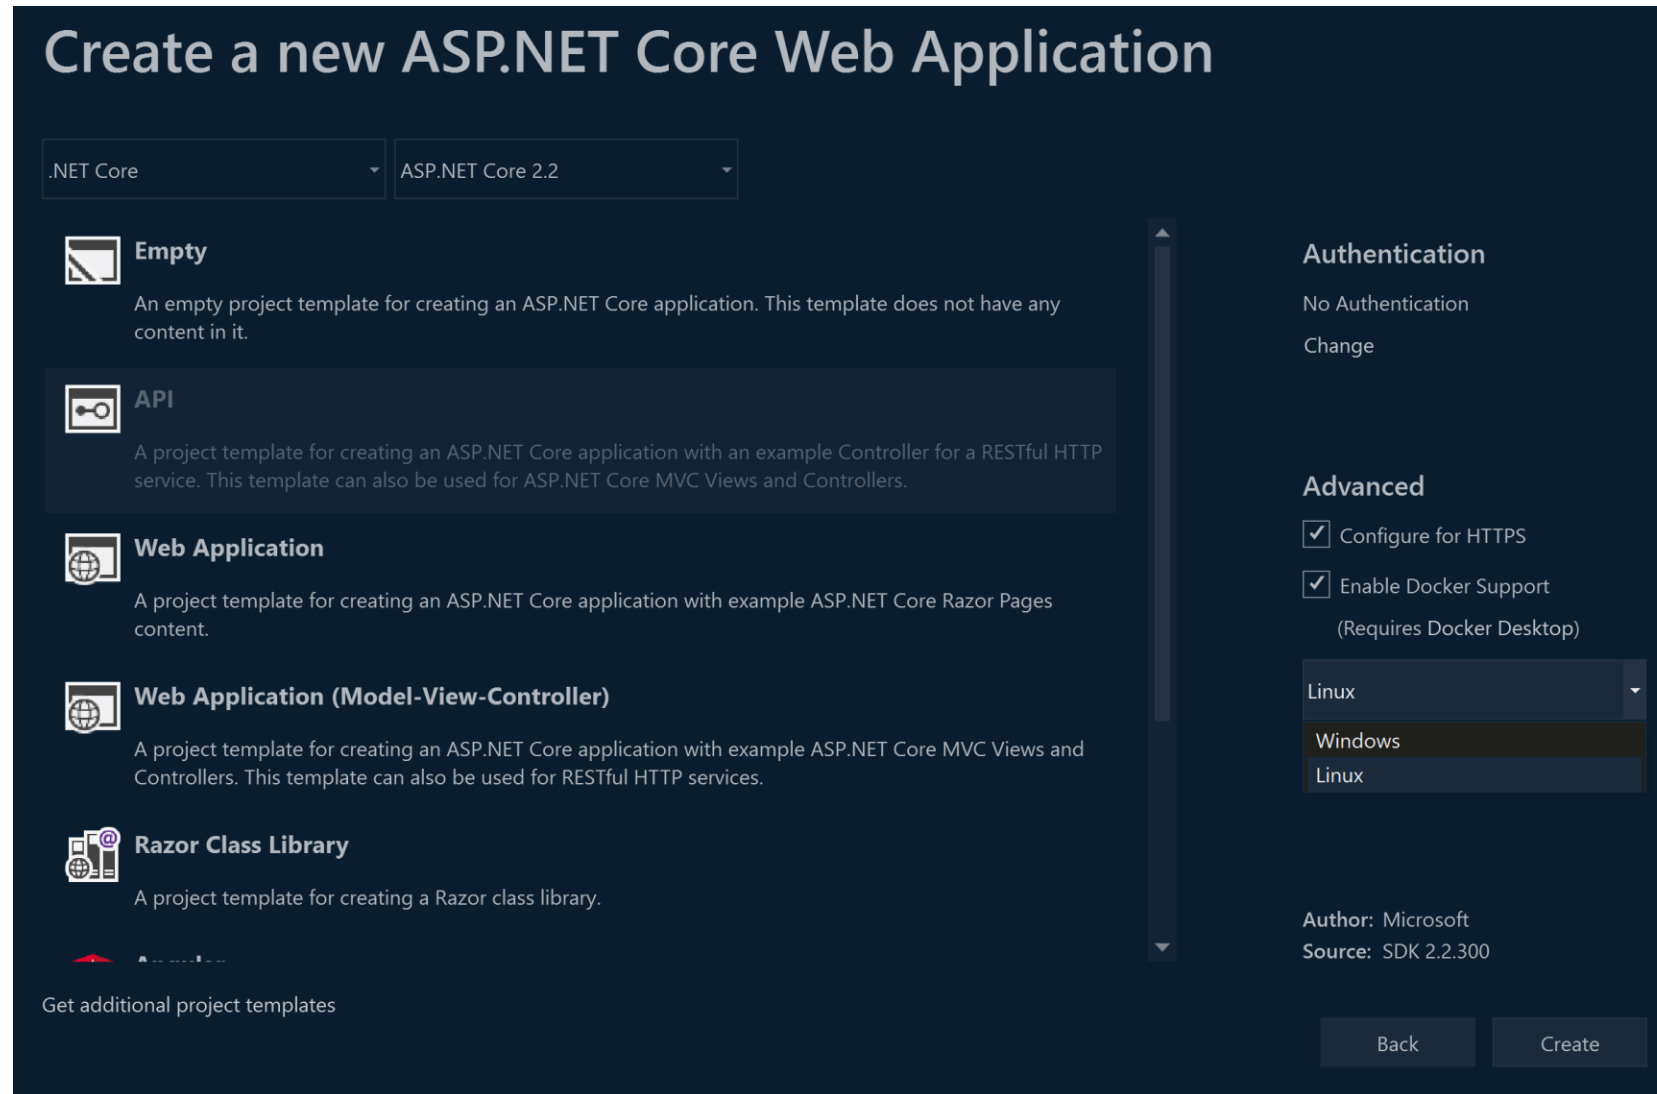 Create a new ASP.NET Core Web Application
.NET Core
ASP.NET Core 2.2
Empty
An empty project template for creating an ASP.NET Core application. This template does not have any
content in it.
API
A project template for creating an ASP.NET Core application with an example Controller for a RESTful HTTP
service. This template can also be used for ASP.NET Core MVC Views and Controllers.
Web Application
A project template for creating an ASP.NET Core application with example ASP.NET Core Razor Pages
content.
Web Application (Model-View-Controller)
A project template for creating an ASP.NET Core application with example ASP.NET Core MVC Views and
Controllers. This template can also be used for RESTful HTTP services.
Razor Class Library
A project template for creating a Razor class library.
Angular
Get additional project templates
Authentication
No Authentication
Change
Advanced
Configure for HTTPS
Enable Docker Support
(Requires Docker Desktop)
Linux
Windows
Linux
Author: Microsoft
Source: SDK 2.2.300
Back
Create